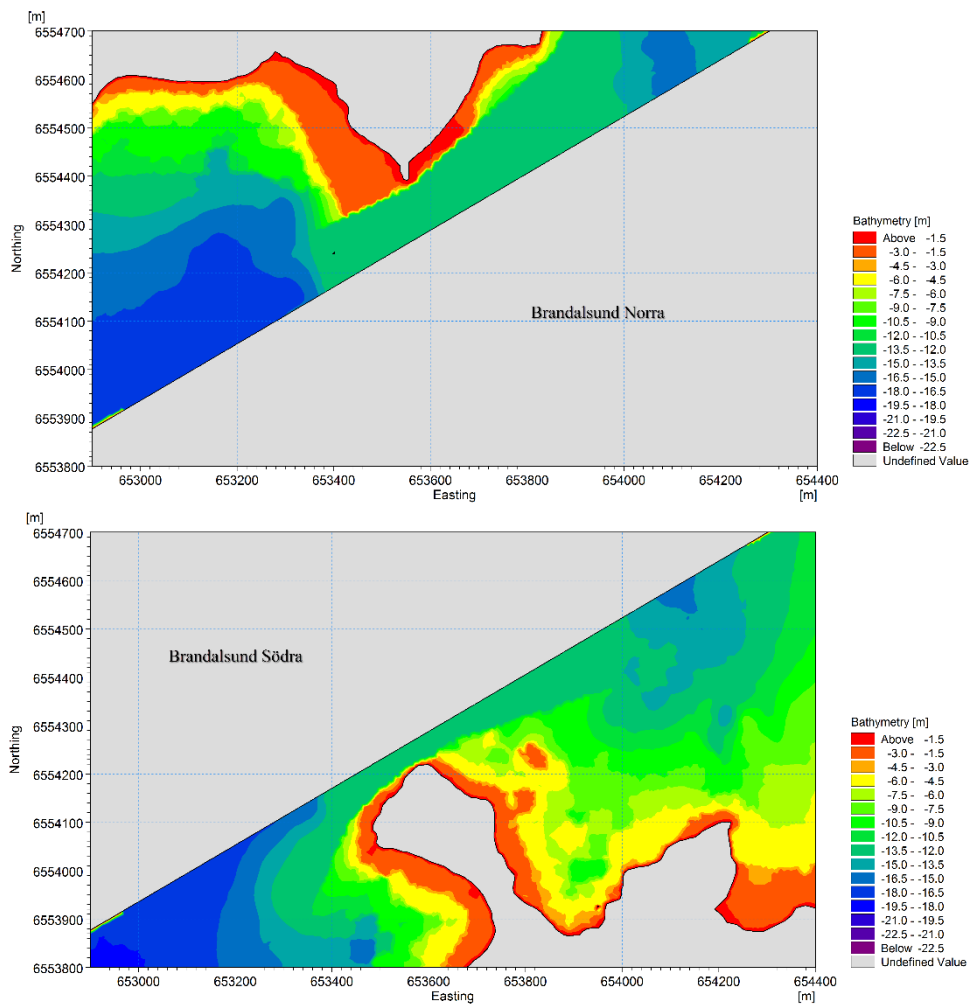 [m]
6554700
6554600
6554500
6554400
6554300
6554200
6554100
6554000
6553900
6553800
Northing
Brandalsund Norra
653000 653200 653400 653600 653800 654000 654200 654400
Easting
[m]
Bathymetry [m]
Above -1.5
-3.0 - -1.5
-4.5 - -3.0
-6.0 - -4.5
-7.5 - -6.0
-9.0 - -7.5
-10.5 - -9.0
-12.0 - -10.5
-13.5 - -12.0
-15.0 - -13.5
-16.5 - -15.0
-18.0 - -16.5
-19.5 - -18.0
-21.0 - -19.5
-22.5 - -21.0
Below -22.5
Undefined Value
[m]
6554700
6554600
6554500
6554400
6554300
6554200
6554100
6554000
6553900
6553800
Northing
Brandalsund Södra
653000 653200 653400 653600 653800 654000 654200 654400
Easting
[m]
Bathymetry [m]
Above -1.5
-3.0 - -1.5
-4.5 - -3.0
-6.0 - -4.5
-7.5 - -6.0
-9.0 - -7.5
-10.5 - -9.0
-12.0 - -10.5
-13.5 - -12.0
-15.0 - -13.5
-16.5 - -15.0
-18.0 - -16.5
-19.5 - -18.0
-21.0 - -19.5
-22.5 - -21.0
Below -22.5
Undefined Value